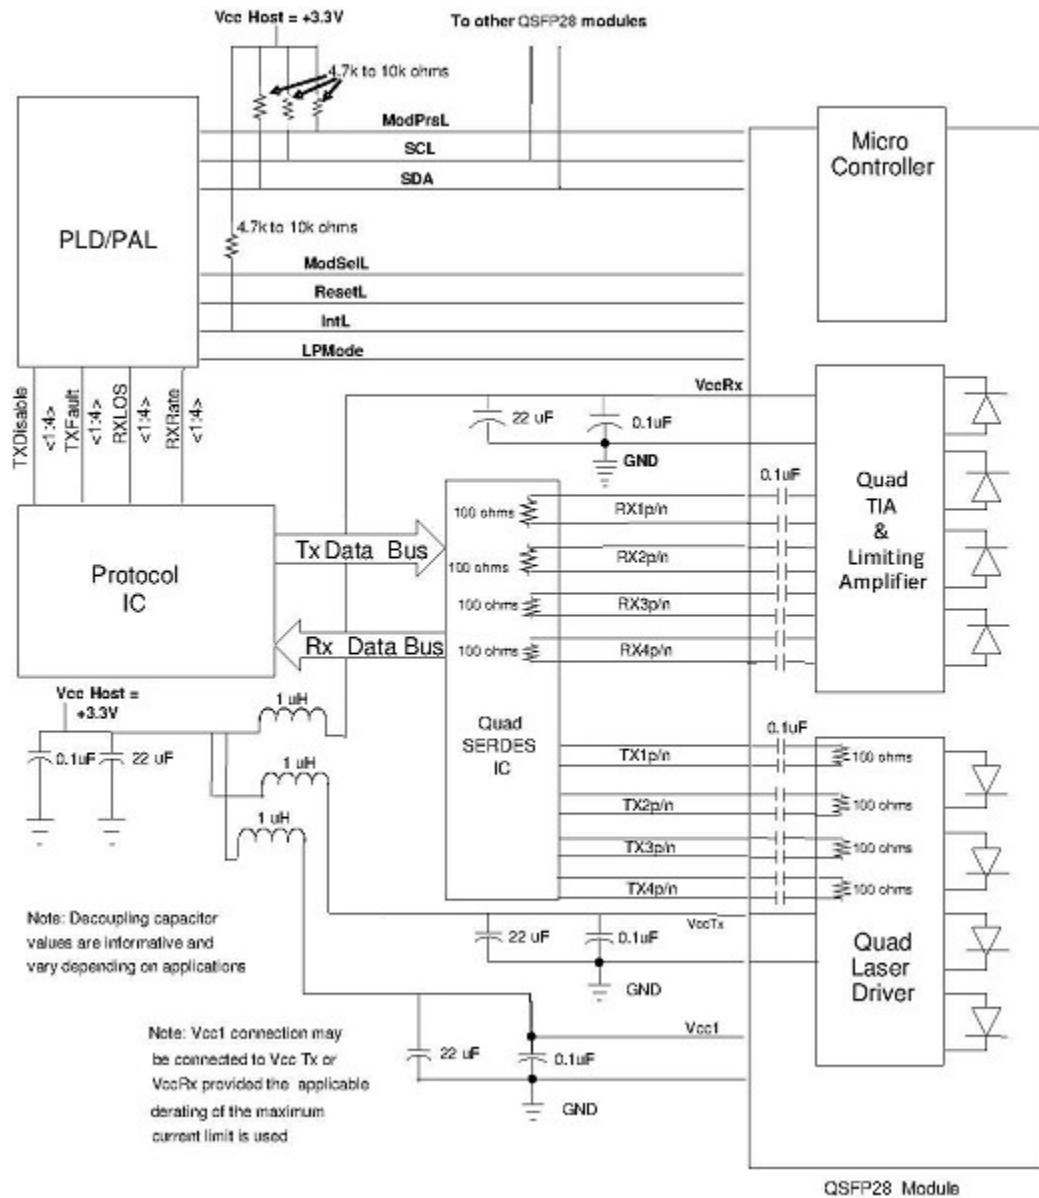 Vcc Host = +3.3V
To other QSFP28 modules
4.7k to 10k ohms
ModPrsL
SCL
SDA
Micro
Controller
PLD/PAL
4.7k to 10k ohms
ModSelL
ResetL
IntL
LPMode
TXDisable
<1:4>
TXFault
<1:4>
RXLOS
<1:4>
RXRate
<1:4>
VccRx
22 uF
0.1uF
GND
0.1uF
Quad
TIA
&
Limiting
Amplifier
100 ohms
RX1p/n
100 ohms
RX2p/n
100 ohms
RX3p/n
100 ohms
RX4p/n
Tx Data Bus
Protocol
IC
Rx Data Bus
Vcc Host =
+3.3V
1 uH
0.1uF
22 uF
1 uH
1 uH
Quad
SERDES
IC
0.1uF
TX1p/n
100 ohms
TX2p/n
100 ohms
TX3p/n
100 ohms
TX4p/n
100 ohms
Note: Decoupling capacitor
values are informative and
vary depending on applications
VccTx
22 uF
0.1uF
GND
Quad
Laser
Driver
Note: Vcc1 connection may
be connected to Vcc Tx or
VccRx provided the applicable
derating of the maximum
current limit is used
Vcc1
22 uF
0.1uF
GND
QSFP28 Module